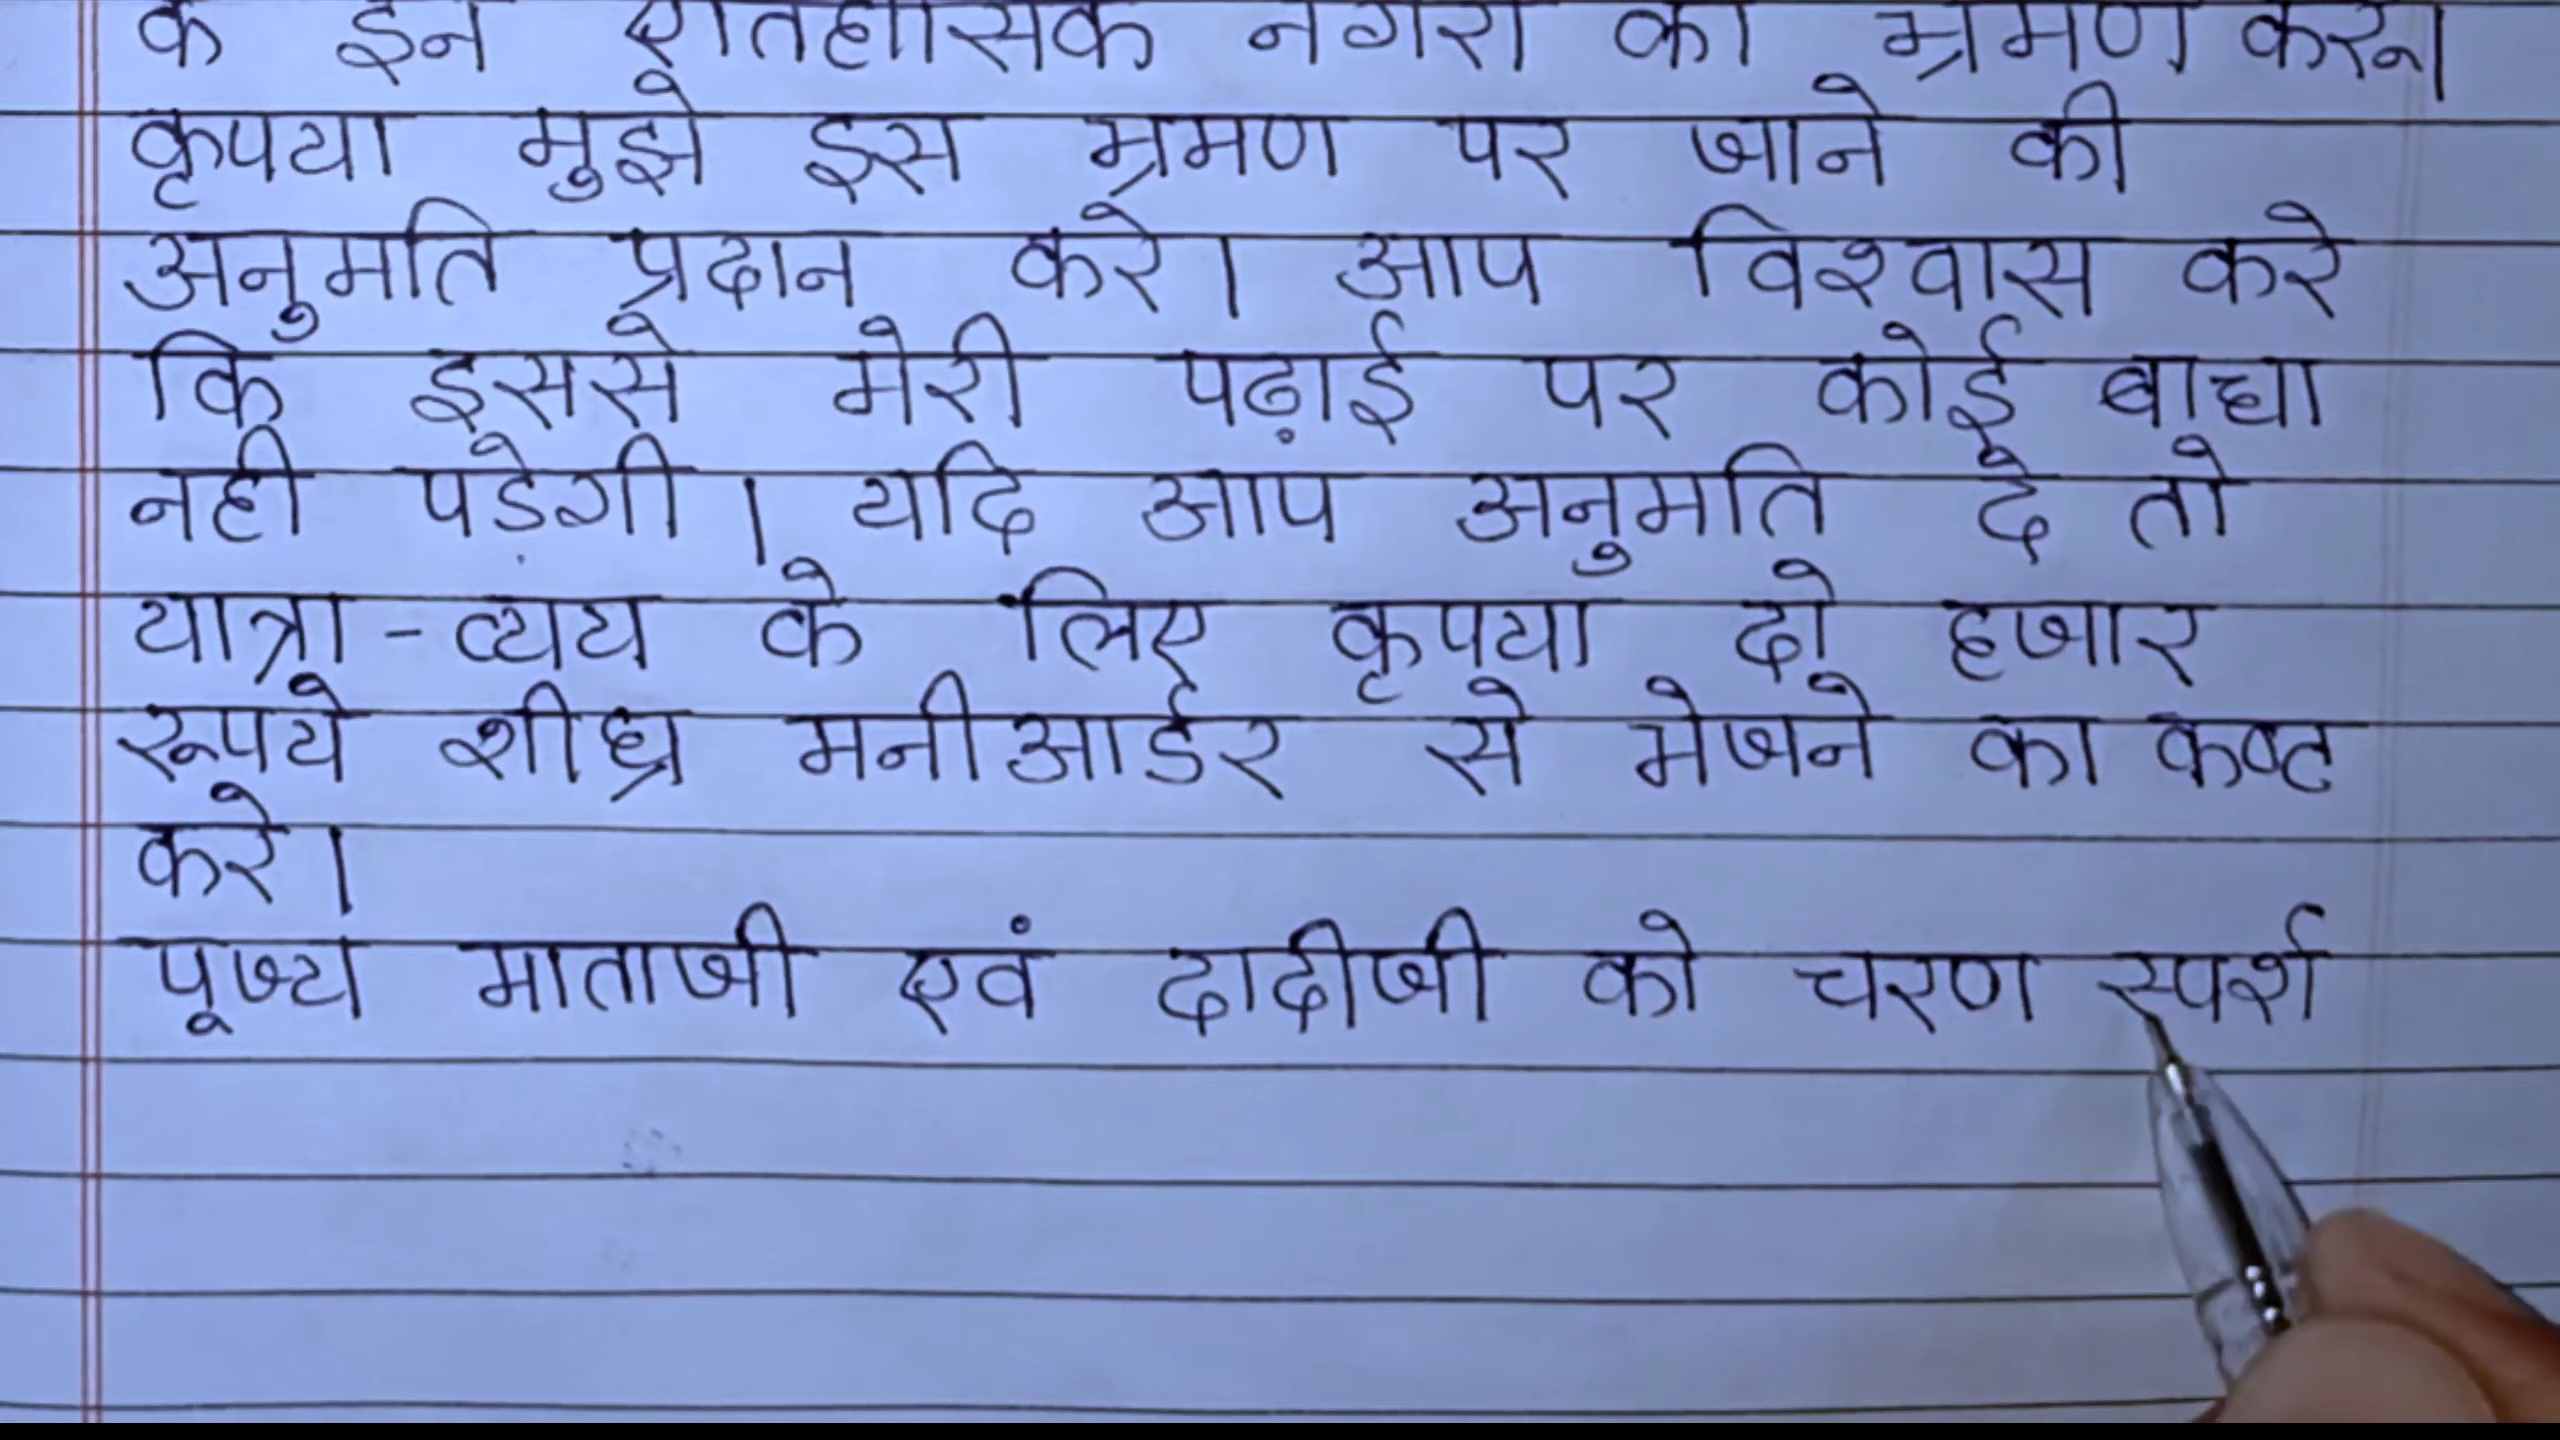 के इन ऐतिहासिक नगरो का भ्रमण करना
कृपया मुझे इस भ्रमण पर जाने की
अनुमति प्रदान करे। आप विश्वास करे
कि इससे मेरी पढ़ाई पर कोई बाधा
नही पड़ेगी। यदि आप अनुमति दे तो
यात्रा - व्यय के लिए कृपया दो हजार
रूपये शीघ्र मनीआर्डर से भेजने का कष्ट
करे।
पूज्य माताजी एवं दादीजी को चरण स्पर्श